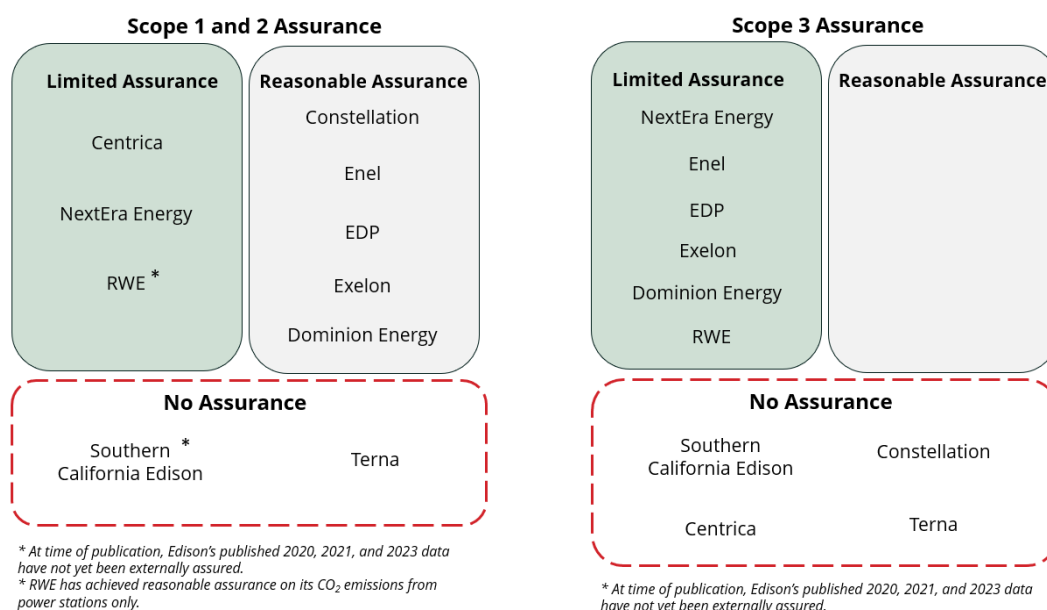 Scope 1 and 2 Assurance
Limited Assurance
Centrica
NextEra Energy
RWE *
Reasonable Assurance
Constellation
Enel
EDP
Exelon
Dominion Energy
No Assurance
Southern *
California Edison
Terna
* At time of publication, Edison’s published 2020, 2021, and 2023 data
have not yet been externally assured.
* RWE has achieved reasonable assurance on its CO₂ emissions from
power stations only.
Scope 3 Assurance
Limited Assurance
NextEra Energy
Enel
EDP
Exelon
Dominion Energy
RWE
Reasonable Assurance
No Assurance
Southern
California Edison
Constellation
Centrica
Terna
* At time of publication, Edison’s published 2020, 2021, and 2023 data
have not yet been externally assured.